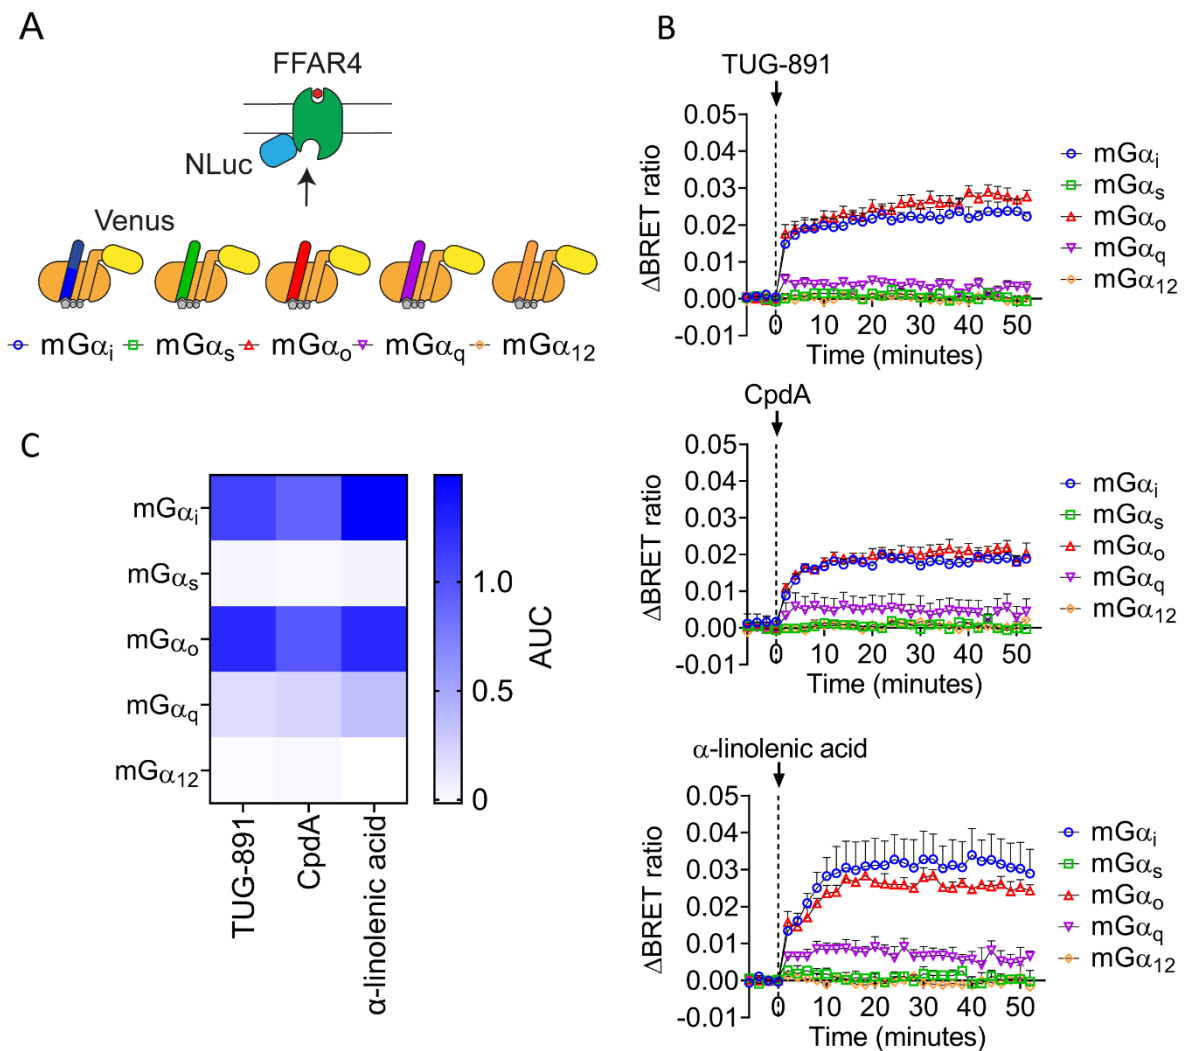 A
FFAR4
NLuc
Venus
mGαi mGαs mGαo mGαq mGα12
B
TUG-891
0.05
0.04
0.03
0.02
0.01
0.00
-0.01
ΔBRET ratio
0 10 20 30 40 50
Time (minutes)
mGαi
mGαs
mGαo
mGαq
mGα12
CpdA
0.05
0.04
0.03
0.02
0.01
0.00
-0.01
ΔBRET ratio
0 10 20 30 40 50
Time (minutes)
mGαi
mGαs
mGαo
mGαq
mGα12
α-linolenic acid
0.05
0.04
0.03
0.02
0.01
0.00
-0.01
ΔBRET ratio
0 10 20 30 40 50
Time (minutes)
mGαi
mGαs
mGαo
mGαq
mGα12
C
mGαi
mGαs
mGαo
mGαq
mGα12
TUG-891
CpdA
α-linolenic acid
1.0
0.5
0
AUC